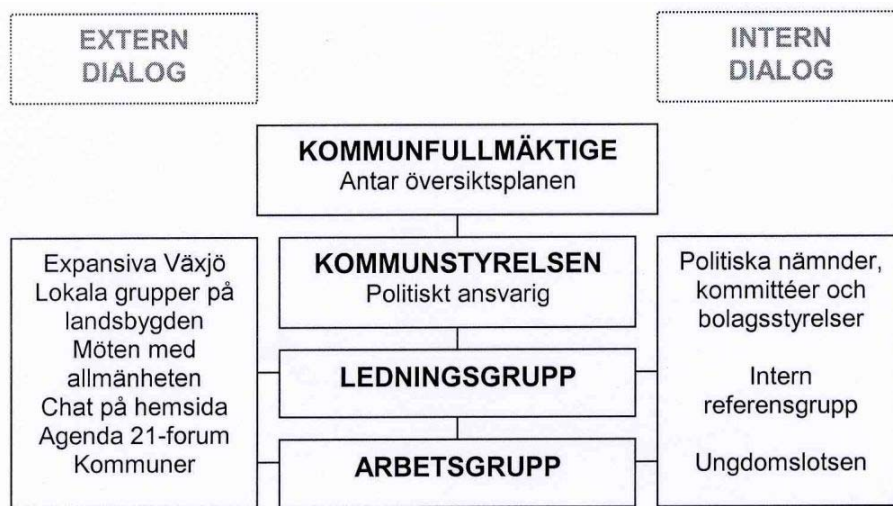 EXTERN
DIALOG
INTERN
DIALOG
KOMMUNFULLMÄKTIGE
Antar översiktsplanen
Expansiva Växjö
Lokala grupper på
landsbygden
Möten med
allmänheten
Chat på hemsida
Agenda 21-forum
Kommuner
KOMMUNSTYRELSEN
Politiskt ansvarig
LEDNINGSGRUPP
ARBETSGRUPP
Politiska nämnder,
kommittéer och
bolagsstyrelser
Intern
referensgrupp
Ungdomslotsen